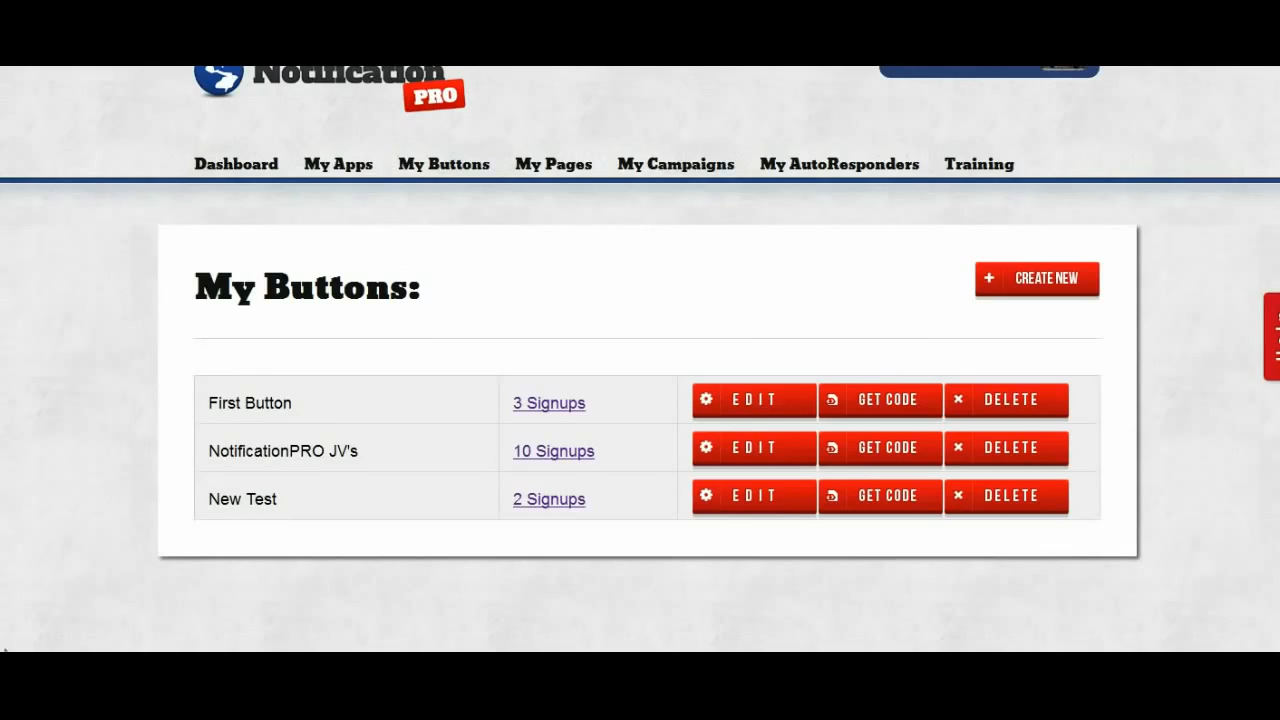 Notification
PRO
Dashboard My Apps My Buttons My Pages My Campaigns My AutoResponders Training
My Buttons:
CREATE NEW
First Button 3 Signups EDIT GET CODE DELETE
NotificationPRO JV's 10 Signups EDIT GET CODE DELETE
New Test 2 Signups EDIT GET CODE DELETE